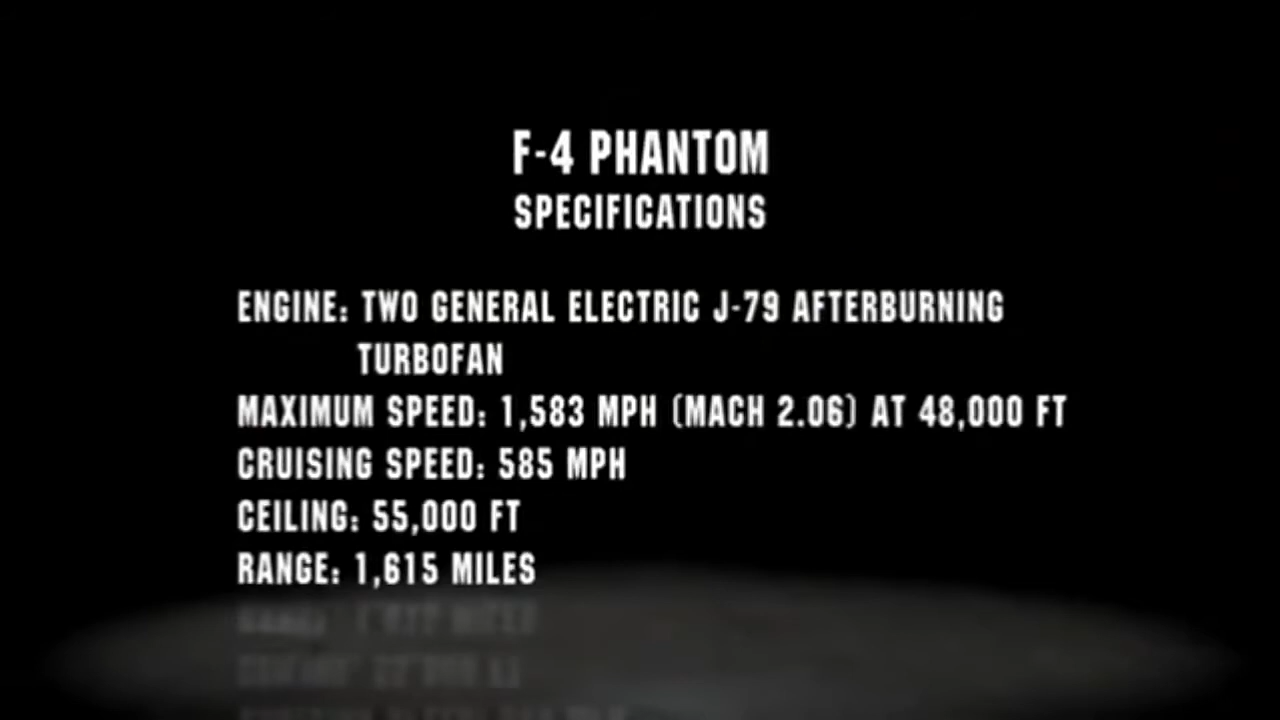 F-4 PHANTOM
SPECIFICATIONS
ENGINE: TWO GENERAL ELECTRIC J-79 AFTERBURNING
TURBOFAN
MAXIMUM SPEED: 1,583 MPH (MACH 2.06) AT 48,000 FT
CRUISING SPEED: 585 MPH
CEILING: 55,000 FT
RANGE: 1,615 MILES